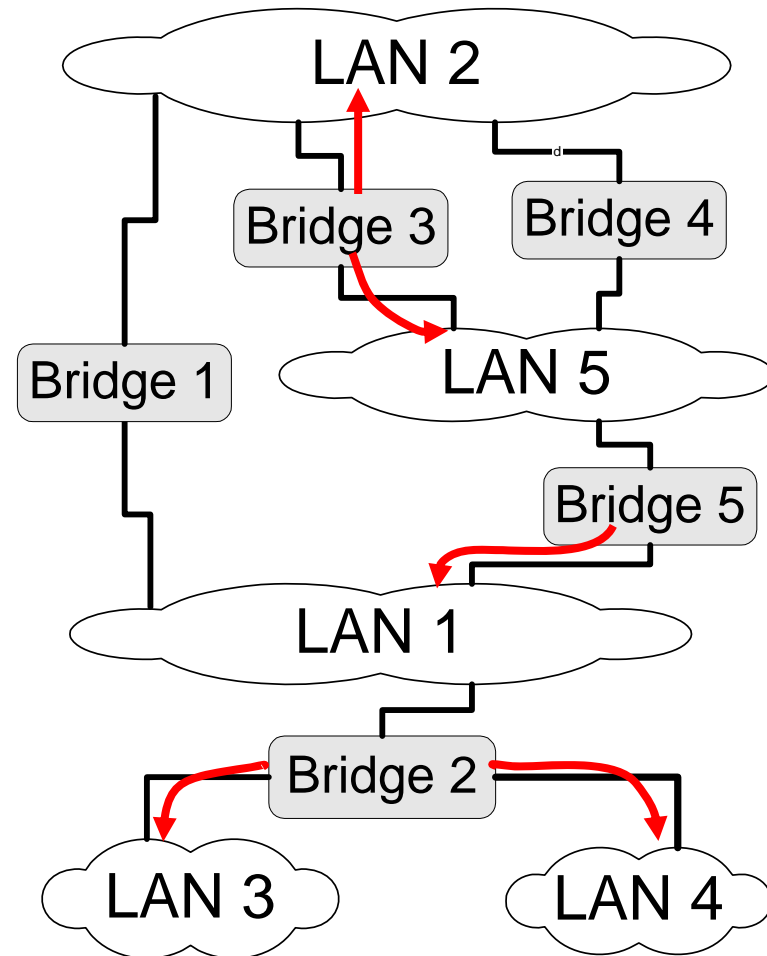 LAN 2
d
Bridge 3
Bridge 4
Bridge 1
LAN 5
Bridge 5
LAN 1
Bridge 2
LAN 3
LAN 4